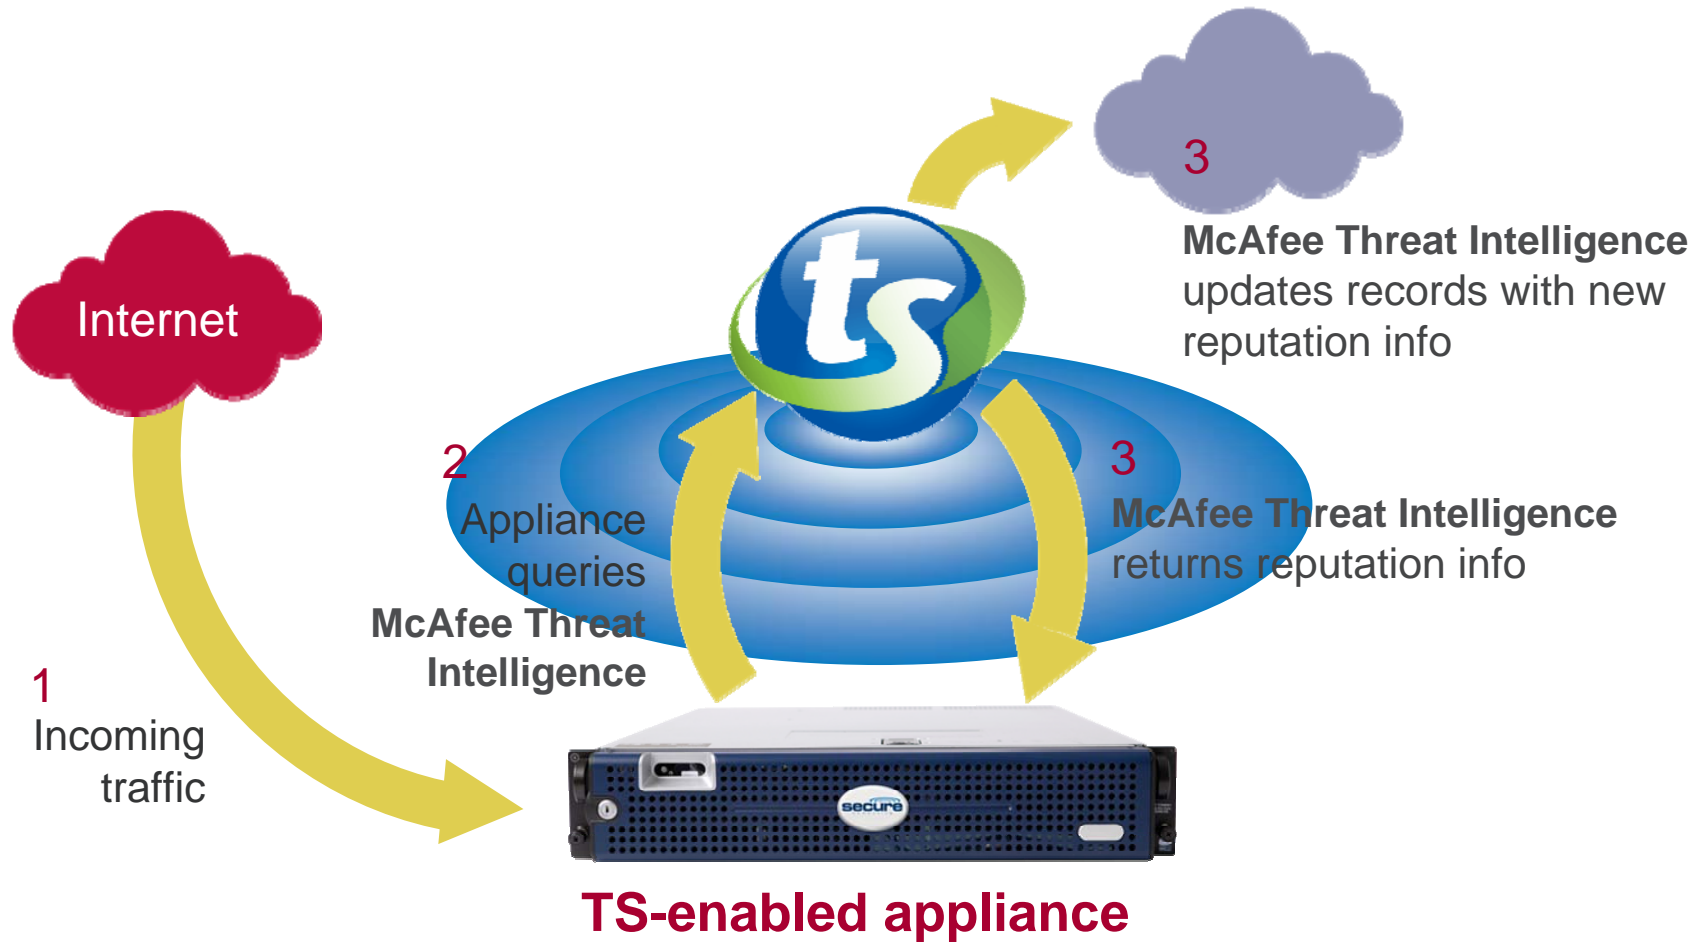 3
McAfee Threat Intelligence
updates records with new
reputation info
ts
Internet
2
Appliance
queries
McAfee Threat
Intelligence
3
McAfee Threat Intelligence
returns reputation info
1
Incoming
traffic
secure
TS-enabled appliance